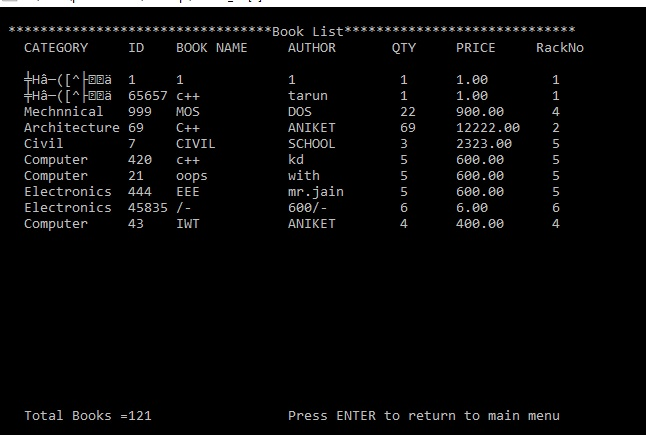 *********************************Book List*****************************
CATEGORY ID BOOK NAME AUTHOR QTY PRICE RackNo
╪Hâ─([^├⍰⍰ä 1 1 1 1 1.00 1
╪Hâ─([^├⍰⍰ä 65657 c++ tarun 1 1.00 1
Mechnnical 999 MOS DOS 22 900.00 4
Architecture 69 C++ ANIKET 69 12222.00 2
Civil 7 CIVIL SCHOOL 3 2323.00 5
Computer 420 c++ kd 5 600.00 5
Computer 21 oops with 5 600.00 5
Electronics 444 EEE mr.jain 5 600.00 5
Electronics 45835 /- 600/- 6 6.00 6
Computer 43 IWT ANIKET 4 400.00 4
Total Books =121 Press ENTER to return to main menu